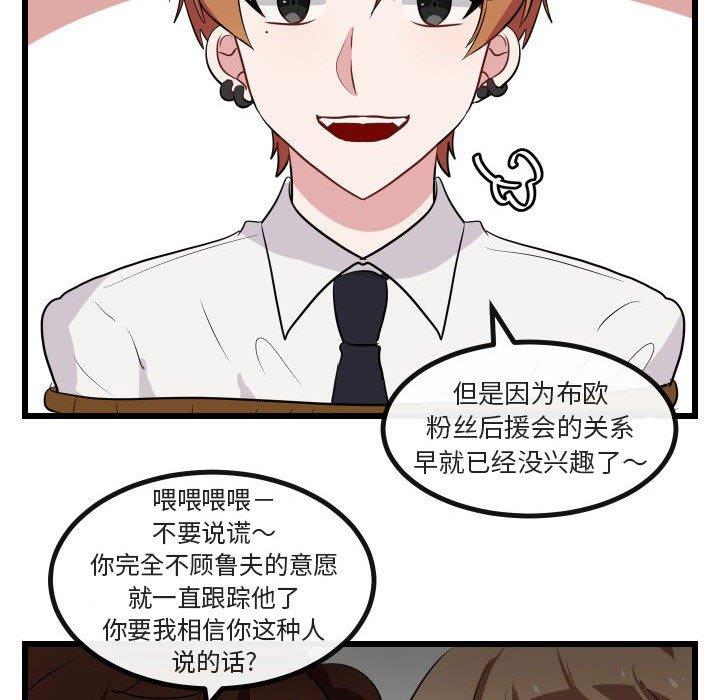 但是因为布欧
粉丝后援会的关系
早就已经没兴趣了～
喂喂喂喂－
不要说谎～
你完全不顾鲁夫的意愿
就一直跟踪他了
你要我相信你这种人
说的话?